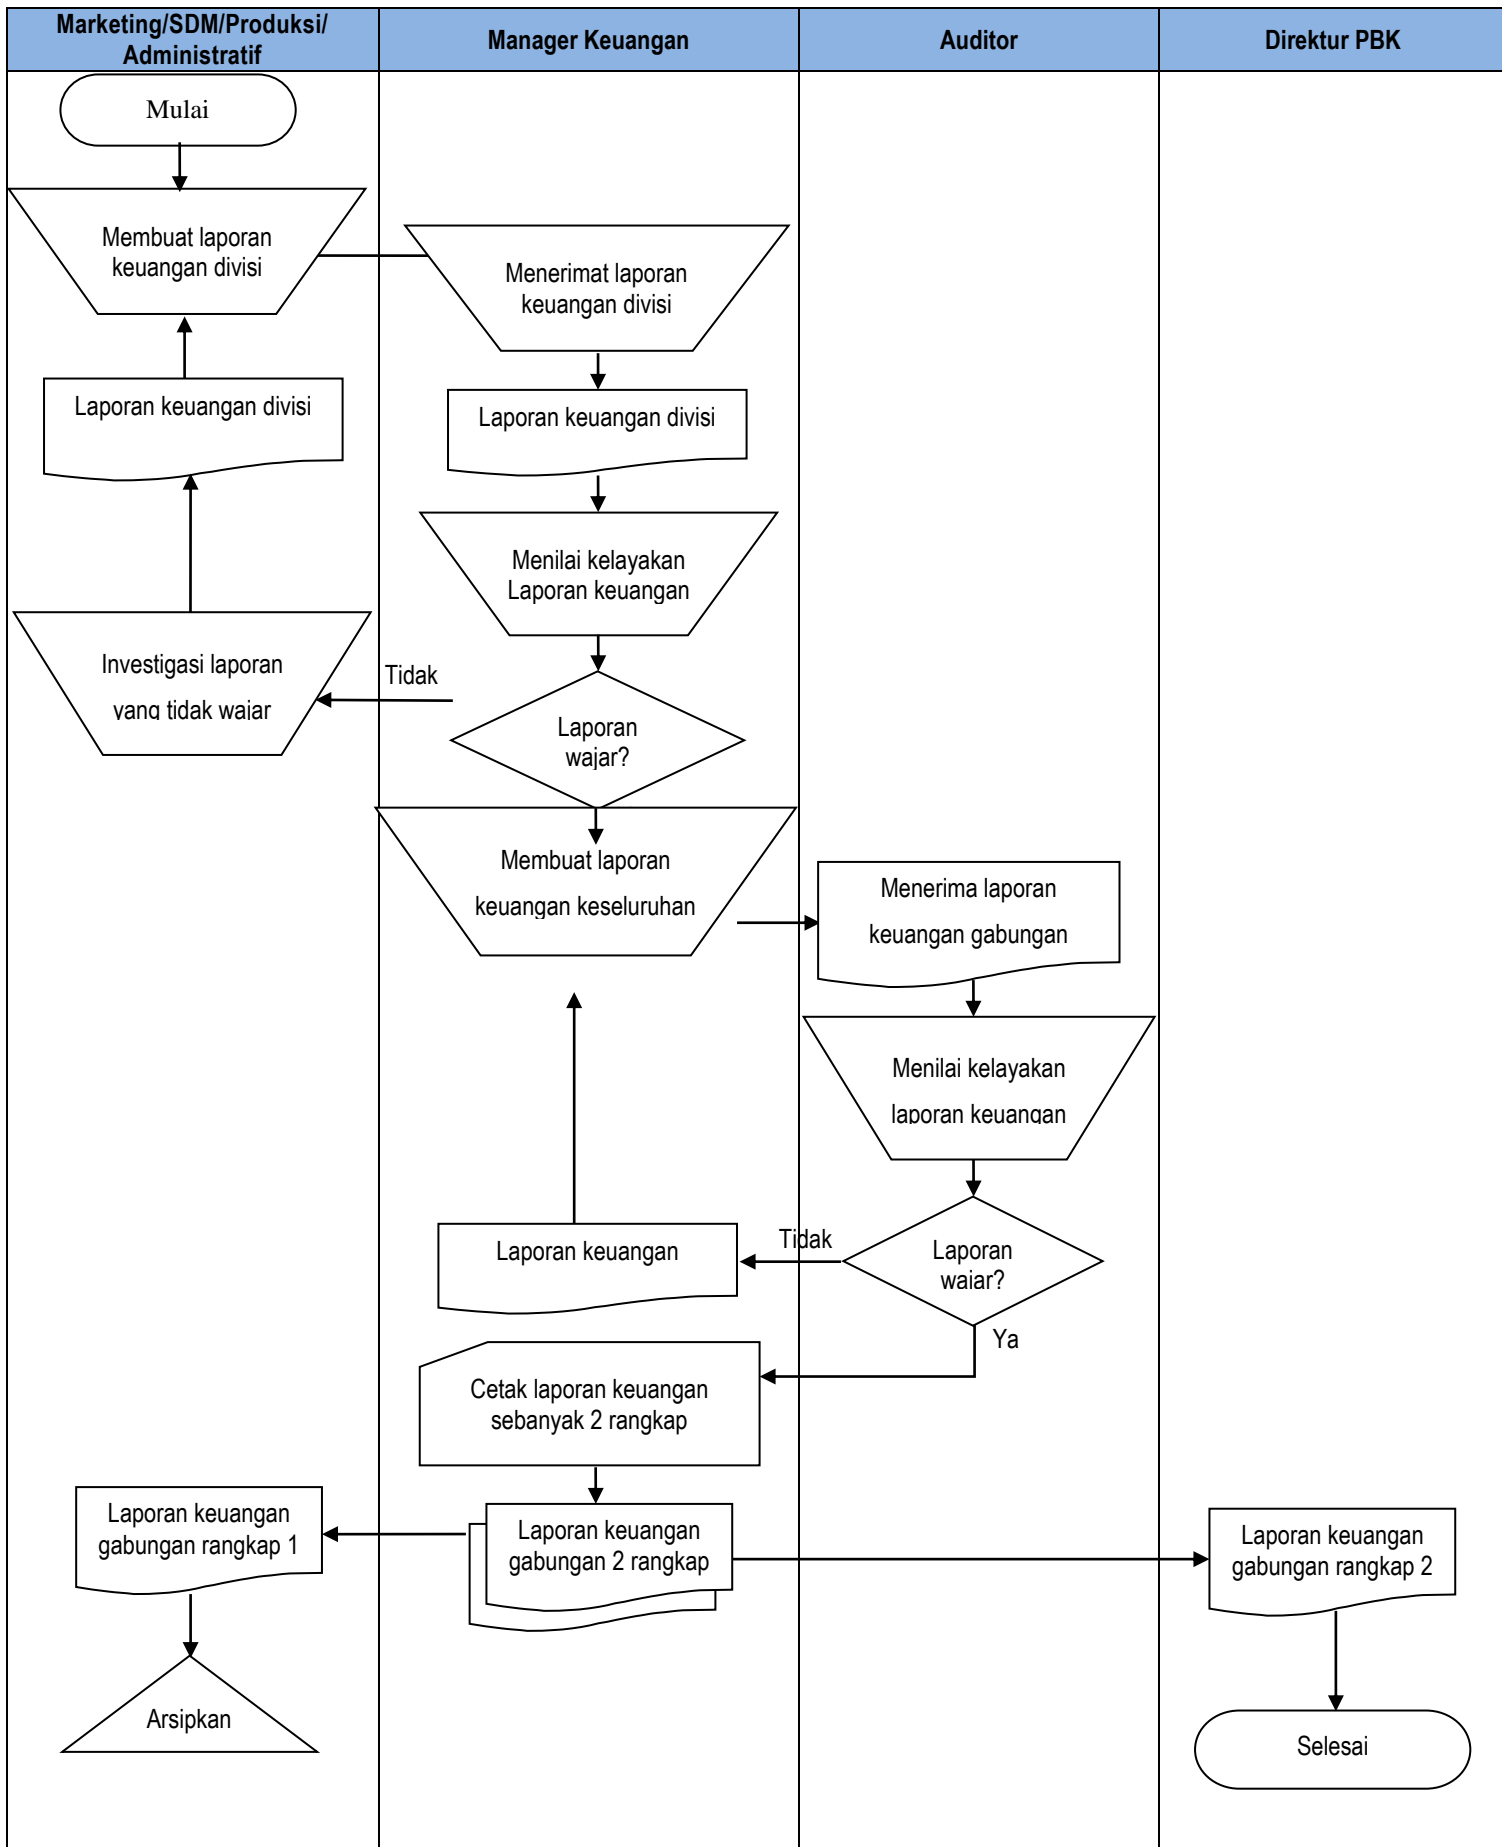 Marketing/SDM/Produksi/
Administratif
Manager Keuangan
Auditor
Direktur PBK
Mulai
Membuat laporan
keuangan divisi
Menerimat laporan
keuangan divisi
Laporan keuangan divisi
Laporan keuangan divisi
Menilai kelayakan
Laporan keuangan
Investigasi laporan
yang tidak wajar
Tidak
Laporan
wajar?
Membuat laporan
keuangan keseluruhan
Menerima laporan
keuangan gabungan
Menilai kelayakan
laporan keuangan
Laporan keuangan
Tidak
Laporan
wajar?
Ya
Cetak laporan keuangan
sebanyak 2 rangkap
Laporan keuangan
gabungan rangkap 1
Laporan keuangan
gabungan 2 rangkap
Laporan keuangan
gabungan rangkap 2
Arsipkan
Selesai